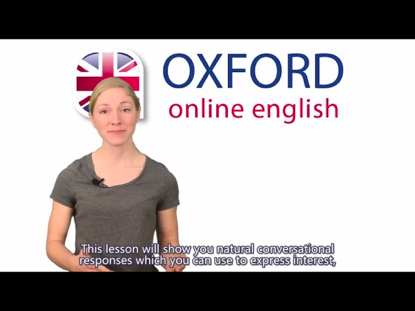 OXFORD
online english
This lesson will show you natural conversational
responses which you can use to express interest,